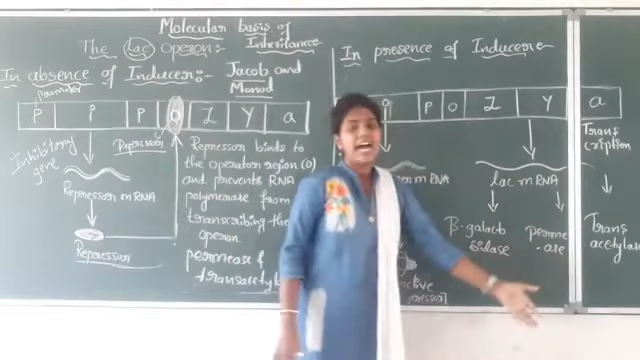 Molecular basis of
Inheritance
The Lac Operon:-
In absence of Inducer:-
Jacob and
Monod
Promoter
P i P O Z Y a
Inhibitory
gene
Repressor mRNA
Repressor
Repressor binds to
the operator region (O)
and prevents RNA
polymerase from
transcribing the
operon.
permease &
In presence of Inducer
P O Z Y a
mRNA
lac mRNA
Trans
cription
β-galacto
sidase
Perme
-ase
Trans
acetylase